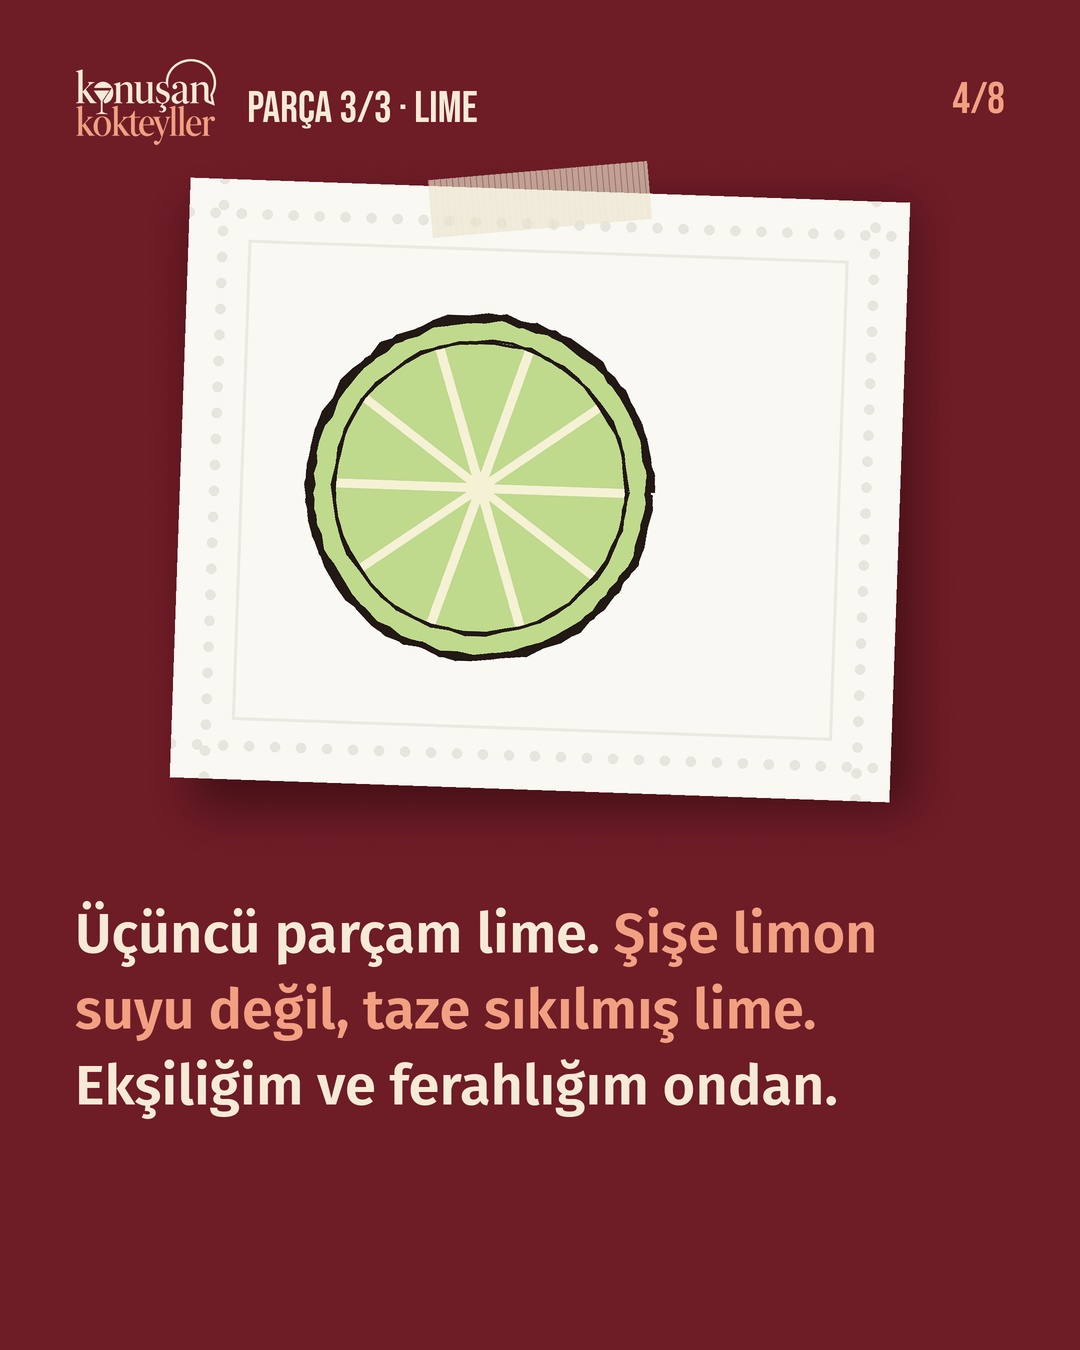 konuşan
kokteyller
PARÇA 3/3 · LIME
4/8
Üçüncü parçam lime. Şişe limon
suyu değil, taze sıkılmış lime.
Ekşiliğim ve ferahlığım ondan.